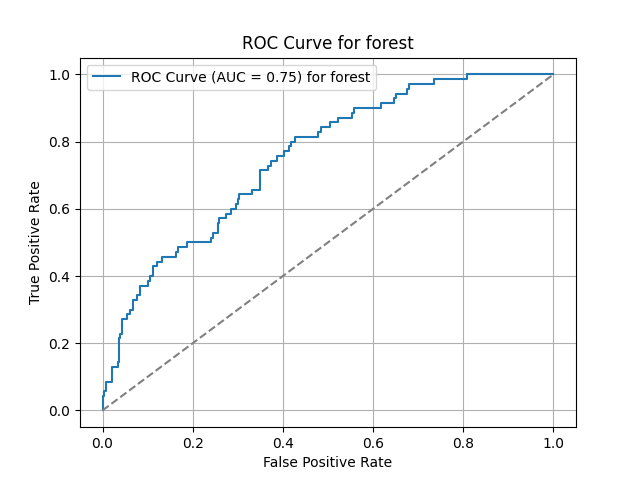 ROC Curve for forest
ROC Curve (AUC = 0.75) for forest
True Positive Rate
1.0
0.8
0.6
0.4
0.2
0.0
0.0 0.2 0.4 0.6 0.8 1.0
False Positive Rate